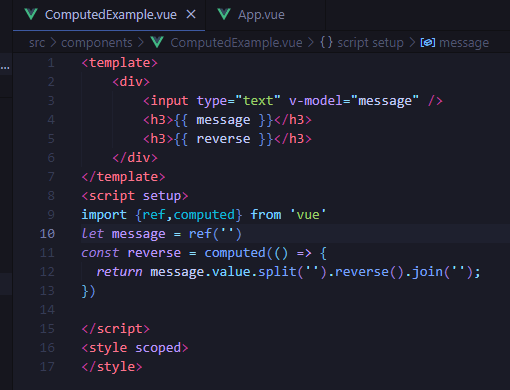 ComputedExample.vue × App.vue
... src > components > ComputedExample.vue > {} script setup > message
1 <template>
2     <div>
3         <input type="text" v-model="message" />
4         <h3>{{ message }}</h3>
5         <h3>{{ reverse }}</h3>
6     </div>
7 </template>
8 <script setup>
9 import {ref,computed} from 'vue'
10 let message = ref('')
11 const reverse = computed(() => {
12   return message.value.split('').reverse().join('');
13 })
14
15 </script>
16 <style scoped>
17 </style>